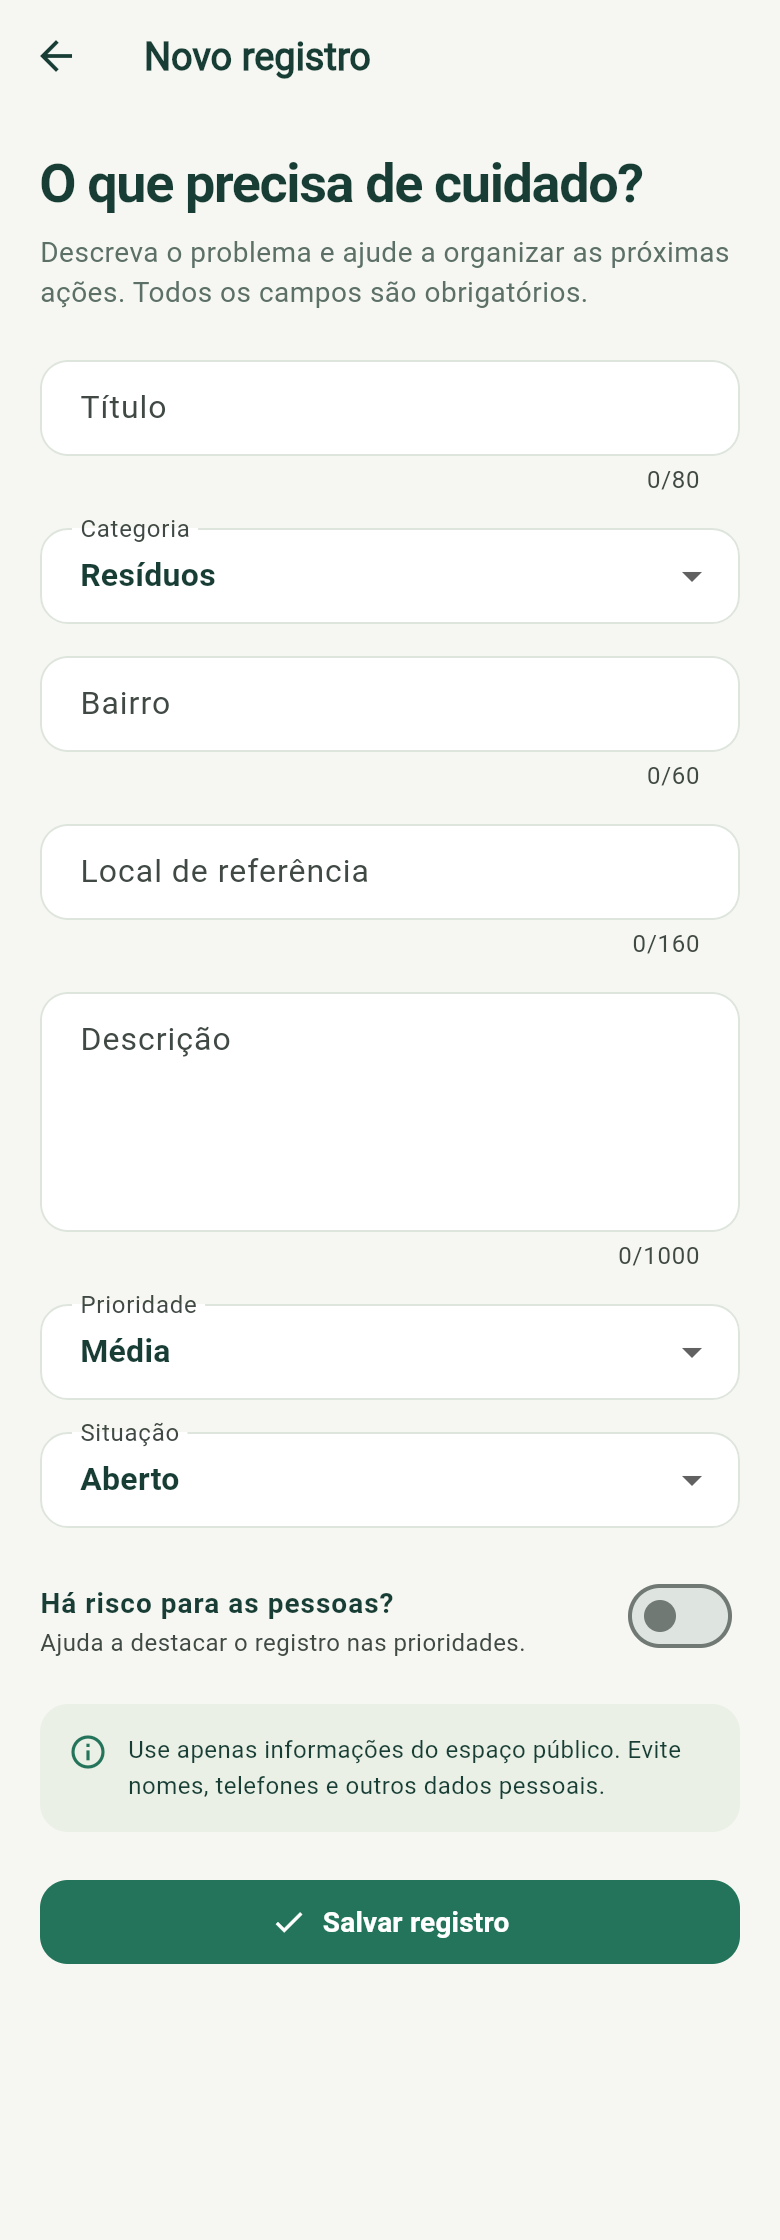 Novo registro
O que precisa de cuidado?
Descreva o problema e ajude a organizar as próximas
ações. Todos os campos são obrigatórios.
Título
0/80
Categoria
Resíduos
Bairro
0/60
Local de referência
0/160
Descrição
0/1000
Prioridade
Média
Situação
Aberto
Há risco para as pessoas?
Ajuda a destacar o registro nas prioridades.
Use apenas informações do espaço público. Evite
nomes, telefones e outros dados pessoais.
Salvar registro